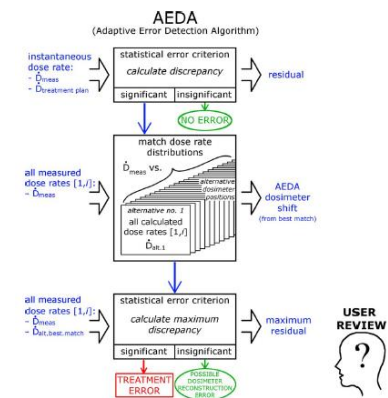 AEDA
(Adaptive Error Detection Algorithm)
instantaneous
dose rate:
- Ḋmeas
- Ḋtreatment plan
statistical error criterion
calculate discrepancy
significant
insignificant
residual
NO ERROR
match dose rate
distributions
Ḋmeas vs.
alternative
dosimeter
positions
alternative no. 1
all calculated
dose rates [1,i]
Ḋalt.1
all measured
dose rates [1,i]:
- Ḋmeas
AEDA
dosimeter
shift
(from best match)
all measured
dose rates [1,i]:
- Ḋmeas
- Ḋalt.best.match
statistical error criterion
calculate maximum
discrepancy
significant
insignificant
maximum
residual
TREATMENT
ERROR
POSSIBLE
DOSIMETER
RECONSTRUCTION
ERROR
USER
REVIEW
?